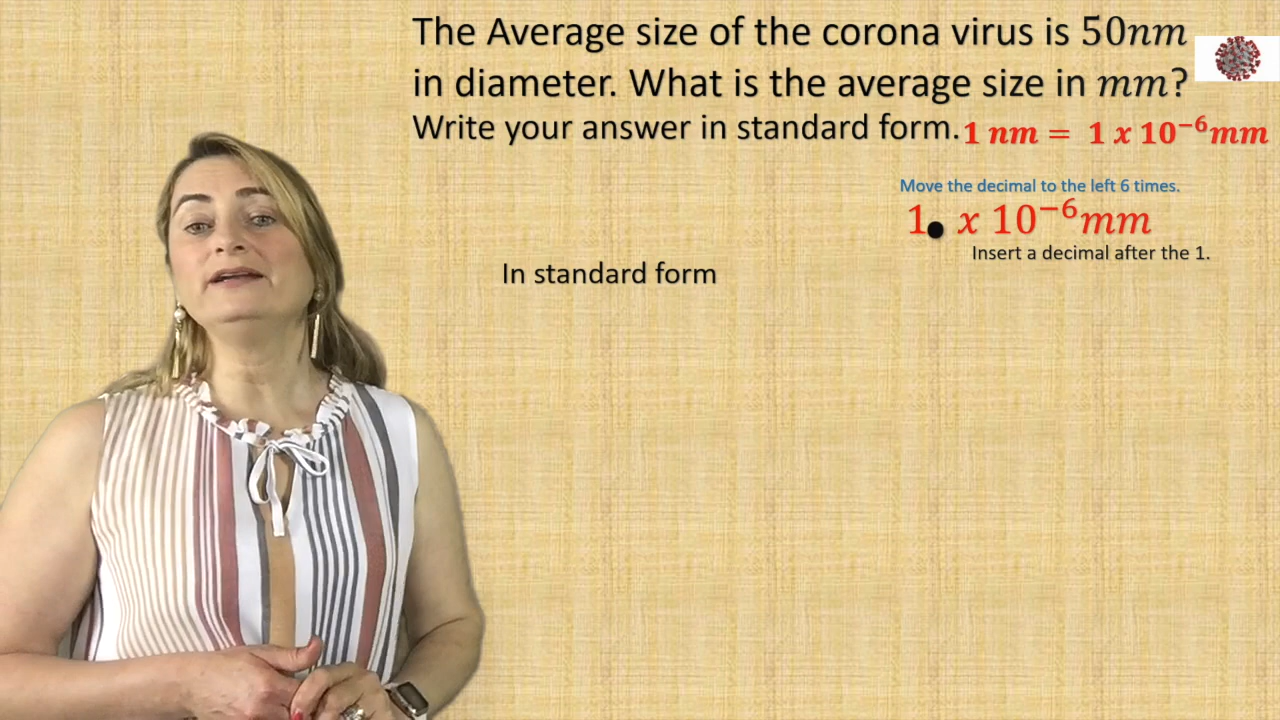 The Average size of the corona virus is 50nm
in diameter. What is the average size in mm?
Write your answer in standard form. 1 nm = 1 x 10⁻⁶mm
Move the decimal to the left 6 times.
1. x 10⁻⁶mm
Insert a decimal after the 1.
In standard form